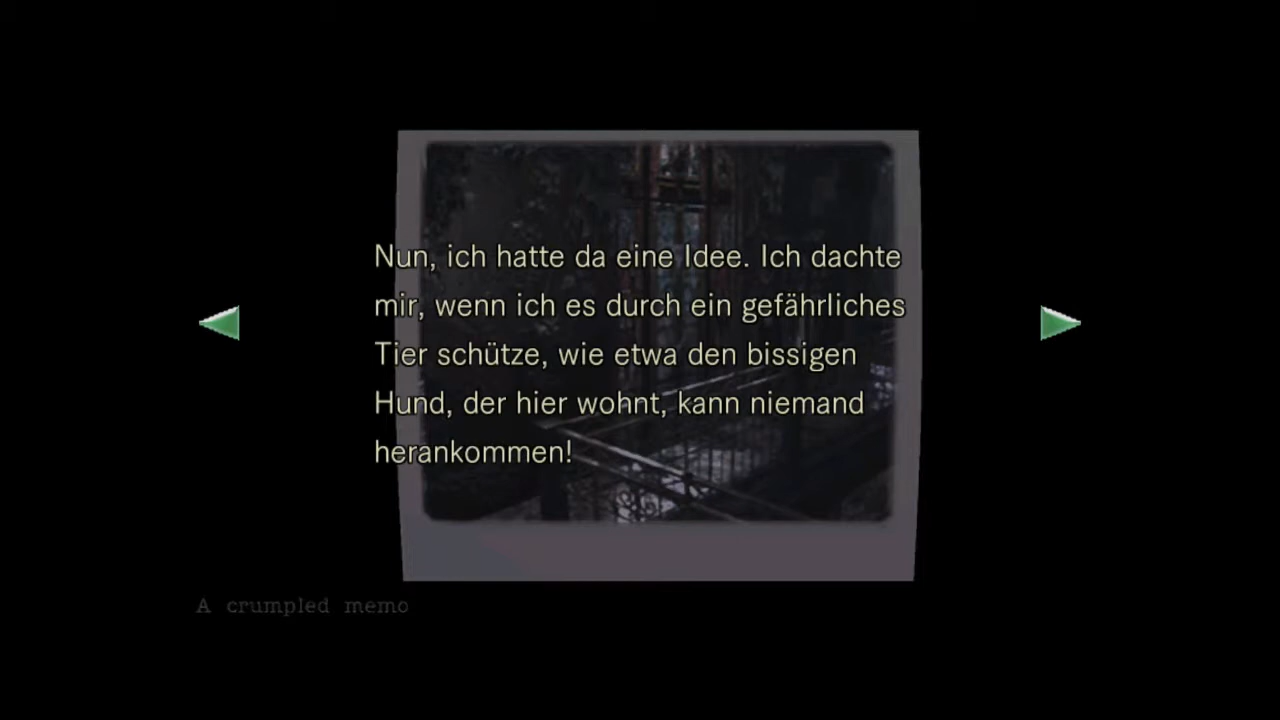 Nun, ich hatte da eine Idee. Ich dachte
mir, wenn ich es durch ein gefährliches
Tier schütze, wie etwa den bissigen
Hund, der hier wohnt, kann niemand
herankommen!
A crumpled memo